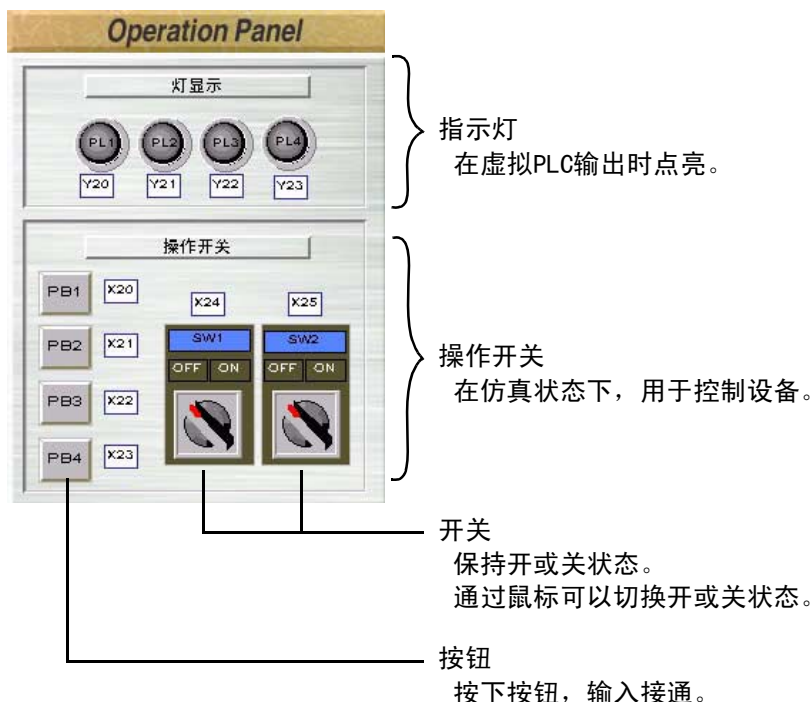 Operation Panel
灯显示
PL1 PL2 PL3 PL4
Y20 Y21 Y22 Y23
指示灯
在虚拟PLC输出时点亮。
操作开关
PB1 X20
X24 X25
PB2 X21
SW1 SW2
OFF ON OFF ON
PB3 X22
PB4 X23
操作开关
在仿真状态下，用于控制设备。
开关
保持开或关状态。
通过鼠标可以切换开或关状态。
按钮
按下按钮，输入接通。